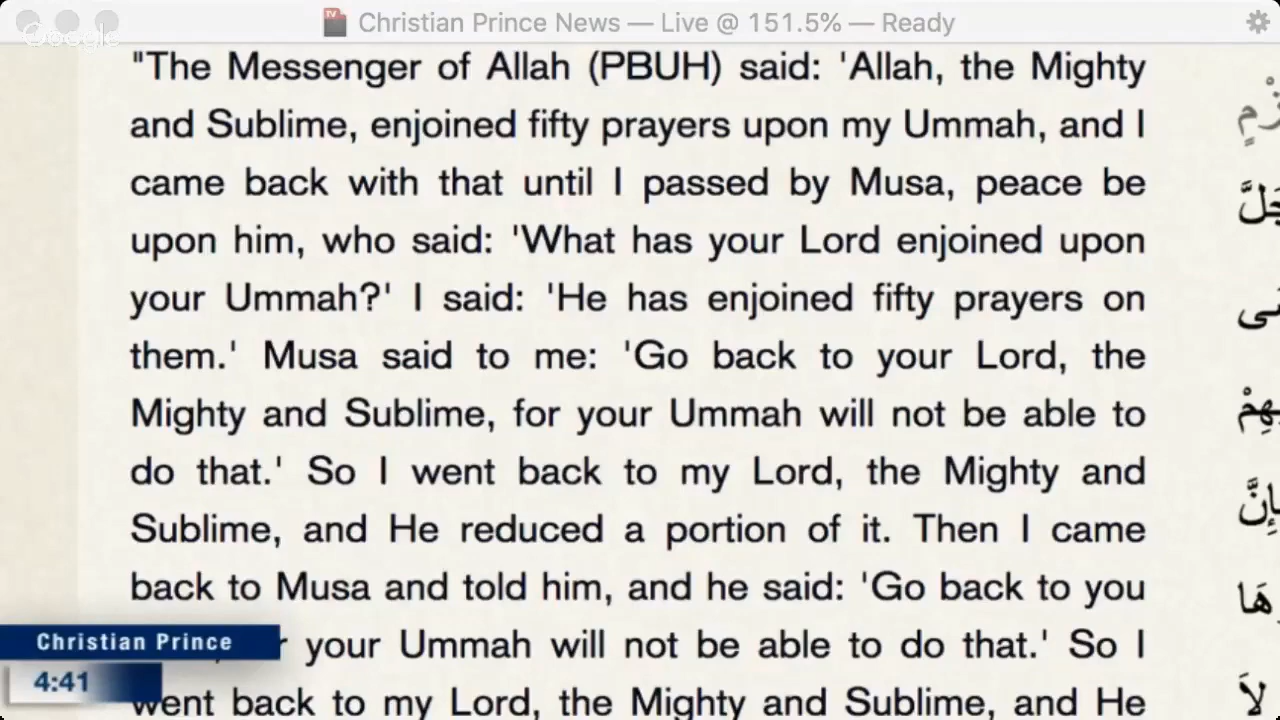 Christian Prince News — Live @ 151.5% — Ready
Google
"The Messenger of Allah (PBUH) said: 'Allah, the Mighty
and Sublime, enjoined fifty prayers upon my Ummah, and I
came back with that until I passed by Musa, peace be
upon him, who said: 'What has your Lord enjoined upon
your Ummah?' I said: 'He has enjoined fifty prayers on
them.' Musa said to me: 'Go back to your Lord, the
Mighty and Sublime, for your Ummah will not be able to
do that.' So I went back to my Lord, the Mighty and
Sublime, and He reduced a portion of it. Then I came
back to Musa and told him, and he said: 'Go back to you
your Ummah will not be able to do that.' So I
went back to my Lord, the Mighty and Sublime, and He
Christian Prince
4:41